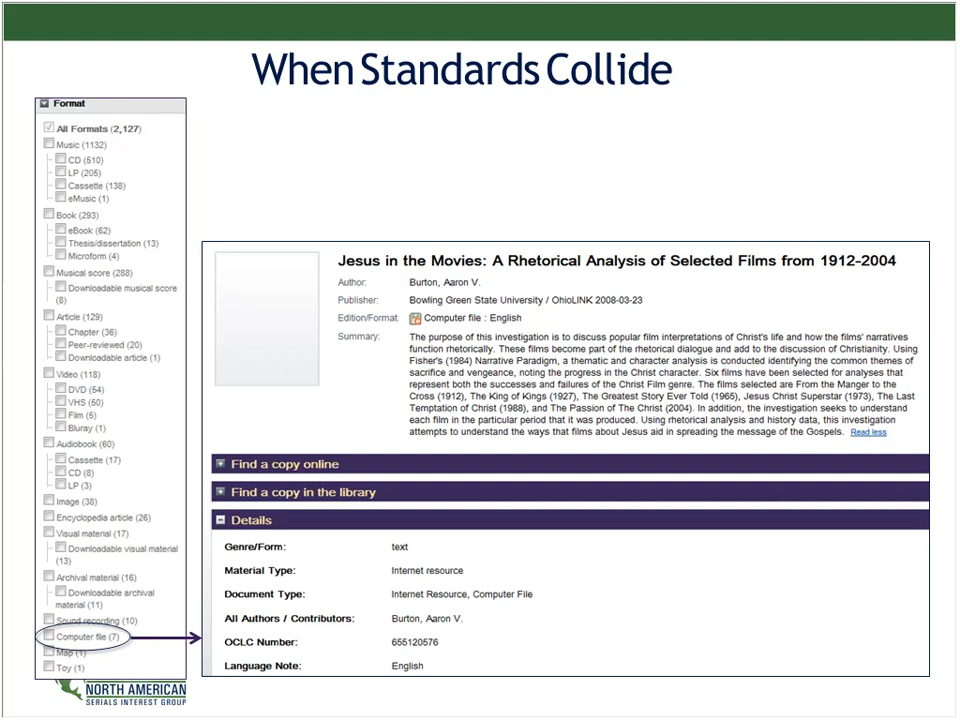 When Standards Collide
Format
All Formats (2,127)
Music (1132)
CD (510)
LP (205)
Cassette (138)
eMusic (1)
Book (293)
eBook (62)
Thesis/dissertation (13)
Microform (4)
Musical score (288)
Downloadable musical score
(8)
Article (129)
Chapter (36)
Peer-reviewed (20)
Downloadable article (1)
Video (118)
DVD (54)
VHS (50)
Film (5)
Bluray (1)
Audiobook (60)
Cassette (17)
CD (8)
LP (3)
Image (38)
Encyclopedia article (26)
Visual material (17)
Downloadable visual material
(13)
Archival material (16)
Downloadable archival
material (11)
Sound recording (10)
Computer file (7)
Map (1)
Toy (1)
Jesus in the Movies: A Rhetorical Analysis of Selected Films from 1912-2004
Author: Burton, Aaron V.
Publisher: Bowling Green State University / OhioLINK 2008-03-23
Edition/Format: Computer file : English
Summary: The purpose of this investigation is to discuss popular film interpretations of Christ's life and how the films' narratives
function rhetorically. These films become part of the rhetorical dialogue and add to the discussion of Christianity. Using
Fisher's (1984) Narrative Paradigm, a thematic and character analysis is conducted identifying the common themes of
sacrifice and vengeance, noting the progress in the Christ character. Six films have been selected for analyses that
represent both the successes and failures of the Christ Film genre. The films selected are From the Manger to the
Cross (1912), The King of Kings (1927), The Greatest Story Ever Told (1965), Jesus Christ Superstar (1973), The Last
Temptation of Christ (1988), and The Passion of The Christ (2004). In addition, the investigation seeks to understand
each film in the particular period that it was produced. Using rhetorical analysis and history data, this investigation
attempts to understand the ways that films about Jesus aid in spreading the message of the Gospels. Read less
Find a copy online
Find a copy in the library
Details
Genre/Form: text
Material Type: Internet resource
Document Type: Internet Resource, Computer File
All Authors / Contributors: Burton, Aaron V.
OCLC Number: 655120576
Language Note: English
NORTH AMERICAN
SERIALS INTEREST GROUP